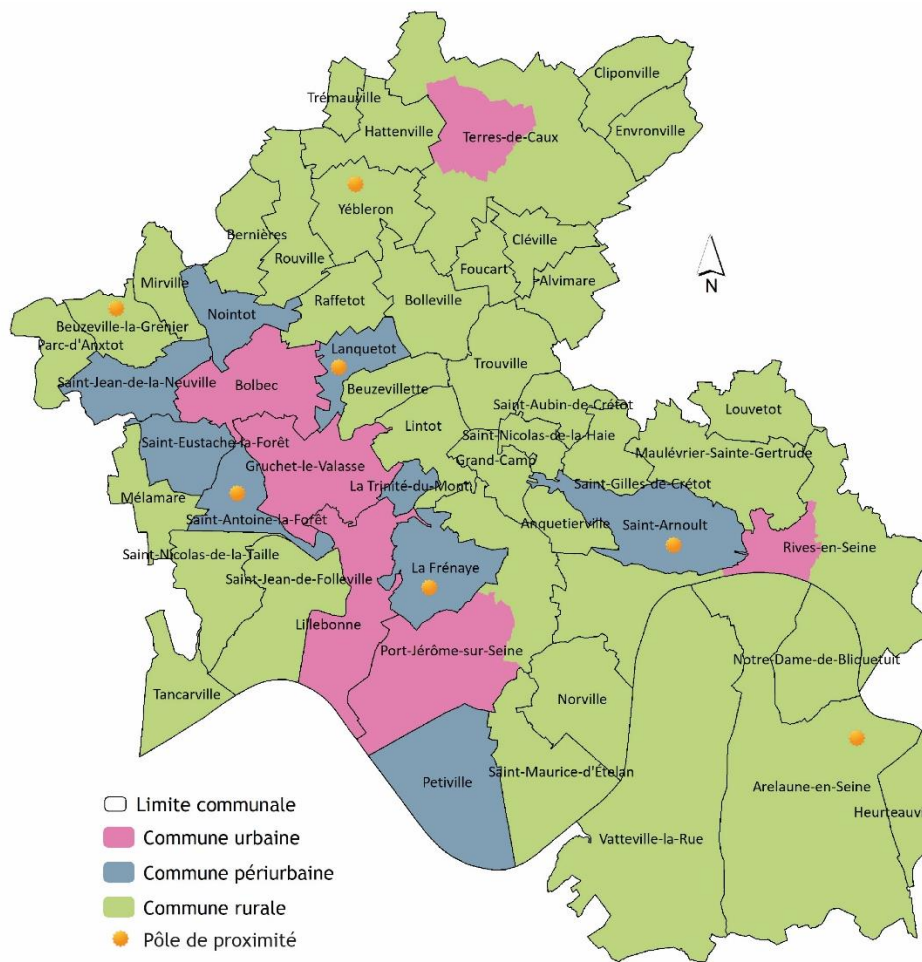 Cliponville
Trémauville
Hattenville
Terres-de-Caux
Envronville
Yébleron
Bernières
Cléville
Rouville
Foucart
Alvimare
Mirville
N
Nointot
Raffetot
Bolleville
Beuzeville-la-Grenier
Parc-d'Anxtot
Lanquetot
Trouville
Saint-Jean-de-la-Neuville
Bolbec
Beuzevillette
Saint-Aubin-de-Crétot
Louvetot
Lintot
Saint-Nicolas-de-la-Haie
Saint-Eustache-la-Forêt
Maulévrier-Sainte-Gertrude
Grand-Camp
Gruchet-le-Valasse
La Trinité-du-Mont
Saint-Gilles-de-Crétot
Mélamare
Saint-Antoine-la-Forêt
Anquetierville
Saint-Arnoult
Rives-en-Seine
Saint-Nicolas-de-la-Taille
La Frénaye
Saint-Jean-de-Folleville
Lillebonne
Port-Jérôme-sur-Seine
Notre-Dame-de-Bliquetuit
Tancarville
Norville
Saint-Maurice-d'Ételan
Petiville
Arelaune-en-Seine
Heurteauv
Vatteville-la-Rue
Limite communale
Commune urbaine
Commune périurbaine
Commune rurale
Pôle de proximité